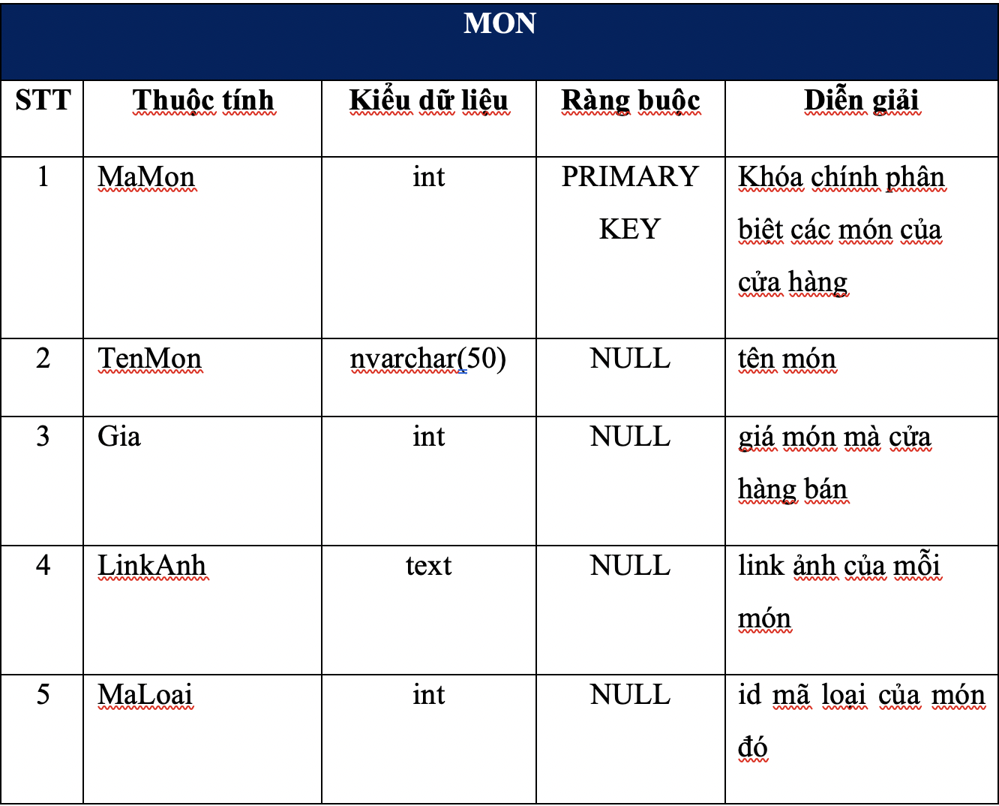 MON
STT Thuộc tính Kiểu dữ liệu Ràng buộc Diễn giải
1 MaMon int PRIMARY Khóa chính phân
KEY biệt các món của
cửa hàng
2 TenMon nvarchar(50) NULL tên món
3 Gia int NULL giá món mà cửa
hàng bán
4 LinkAnh text NULL link ảnh của mỗi
món
5 MaLoai int NULL id mã loại của món
đó